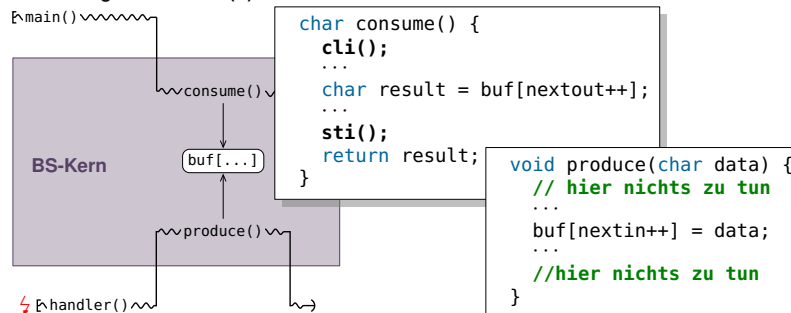 main()
consume()
BS-Kern
buf[...]
produce()
handler()
char consume() {
cli();
...
char result = buf[nextout++];
...
sti();
return result;
}
void produce(char data) {
// hier nichts zu tun
...
buf[nextin++] = data;
...
//hier nichts zu tun
}